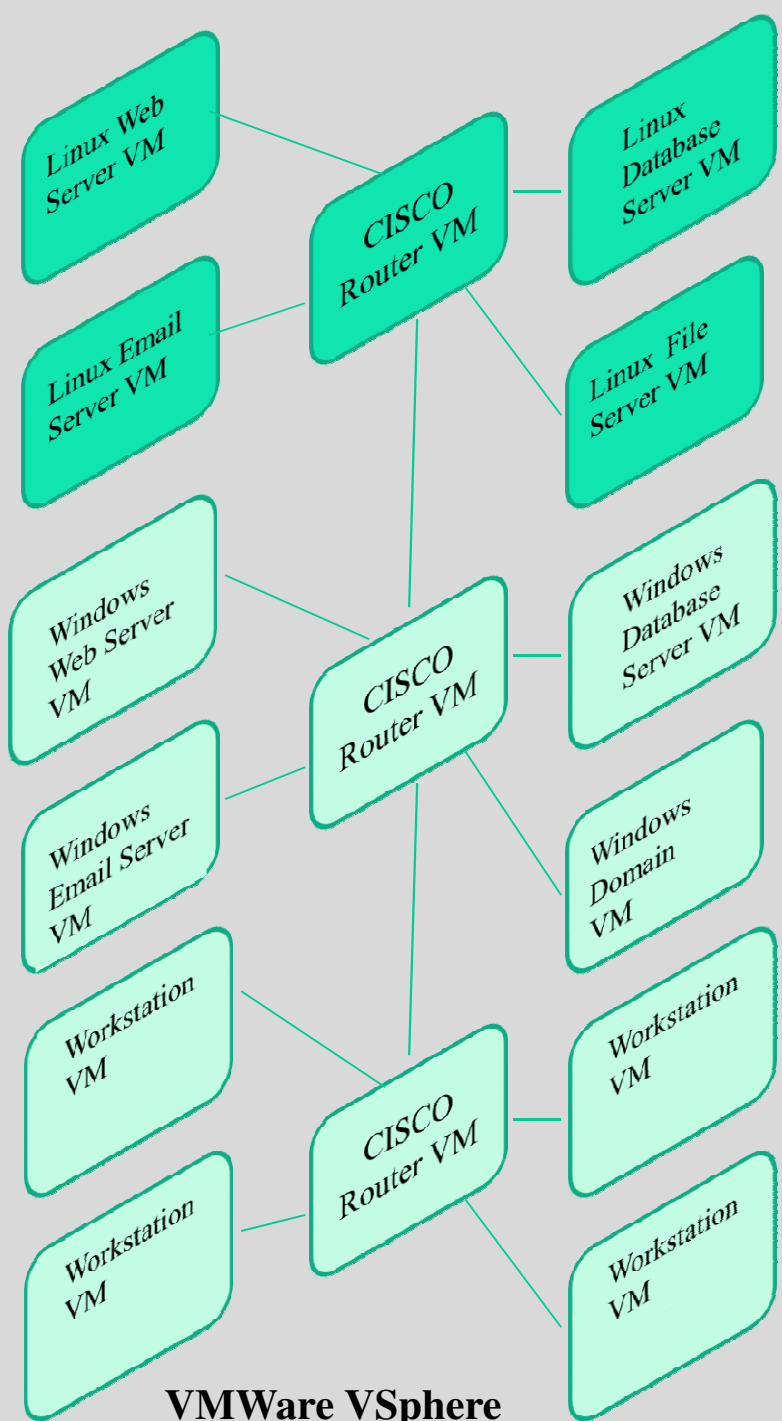 Linux Web
Server VM
CISCO
Router VM
Linux
Database
Server VM
Linux Email
Server VM
Linux File
Server VM
Windows
Web Server
VM
CISCO
Router VM
Windows
Database
Server VM
Windows
Email Server
VM
Windows
Domain
VM
Workstation
VM
CISCO
Router VM
Workstation
VM
Workstation
VM
Workstation
VM
VMWare VSphere